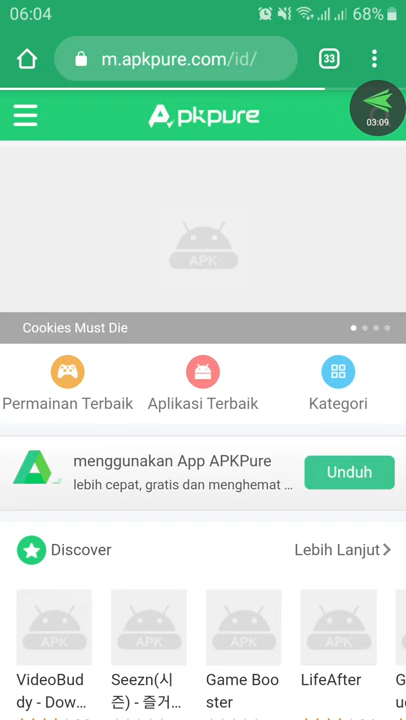 06:04
68%
m.apkpure.com/id/
33
Apkpure
03:09
APK
Cookies Must Die
Permainan Terbaik
Aplikasi Terbaik
Kategori
menggunakan App APKPure
lebih cepat, gratis dan menghemat ...
Unduh
Discover
Lebih Lanjut
APK
APK
APK
APK
VideoBud
dy - Dow...
Seezn(시
즌) - 즐거...
Game Boo
ster
LifeAfter